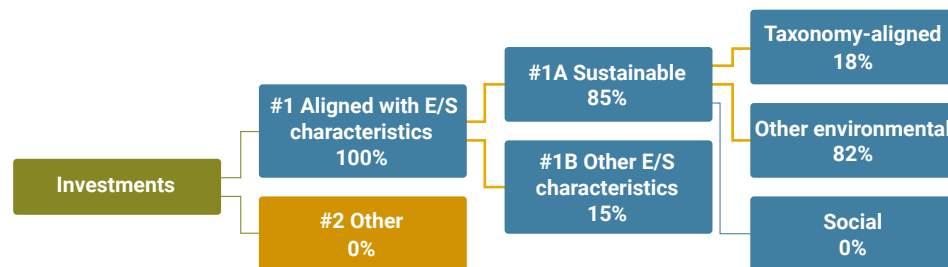 Investments
#1 Aligned with E/S
characteristics
100%
#2 Other
0%
#1A Sustainable
85%
#1B Other E/S
characteristics
15%
Taxonomy-aligned
18%
Other environmental
82%
Social
0%